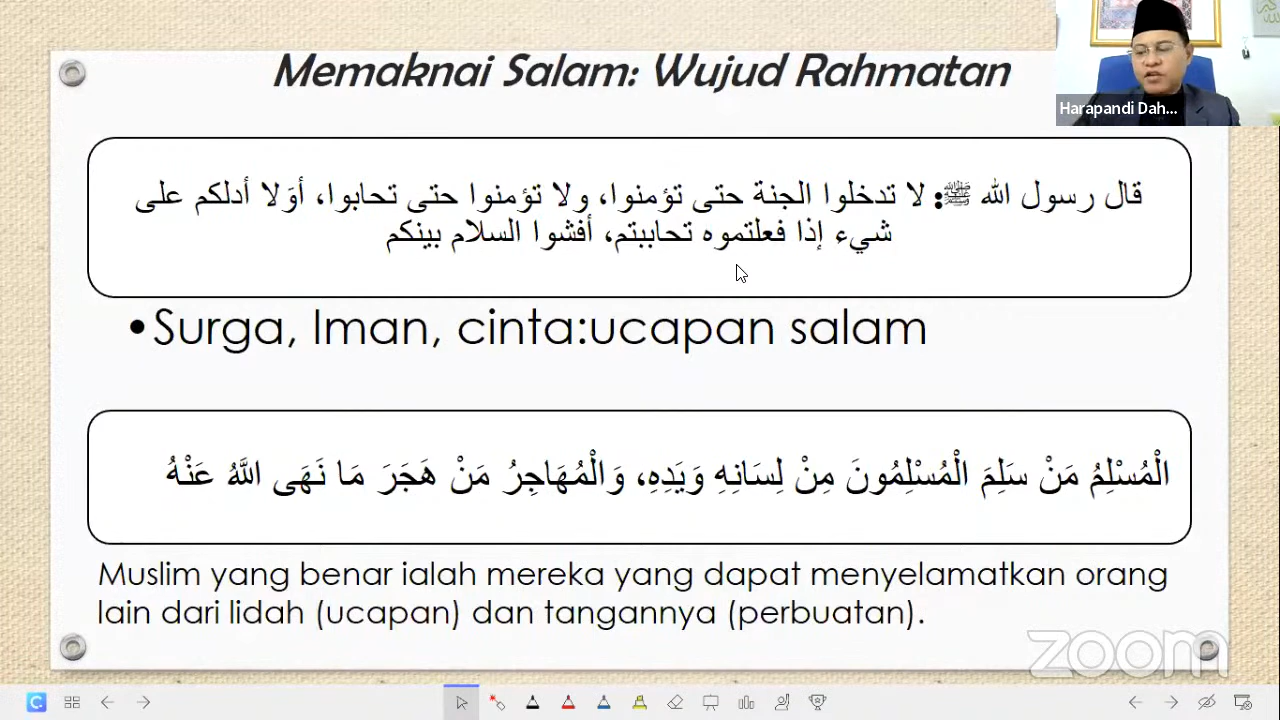 Memaknai Salam: Wujud Rahmatan
Harapandi Dah...
قال رسول الله ﷺ: لا تدخلوا الجنة حتى تؤمنوا، ولا تؤمنوا حتى تحابوا، أوَلا أدلكم على
شيء إذا فعلتموه تحاببتم، أفشوا السلام بينكم
•Surga, Iman, cinta:ucapan salam
الْمُسْلِمُ مَنْ سَلِمَ الْمُسْلِمُونَ مِنْ لِسَانِهِ وَيَدِهِ، وَالْمُهَاجِرُ مَنْ هَجَرَ مَا نَهَى اللَّهُ عَنْهُ
Muslim yang benar ialah mereka yang dapat menyelamatkan orang
lain dari lidah (ucapan) dan tangannya (perbuatan).
zoom